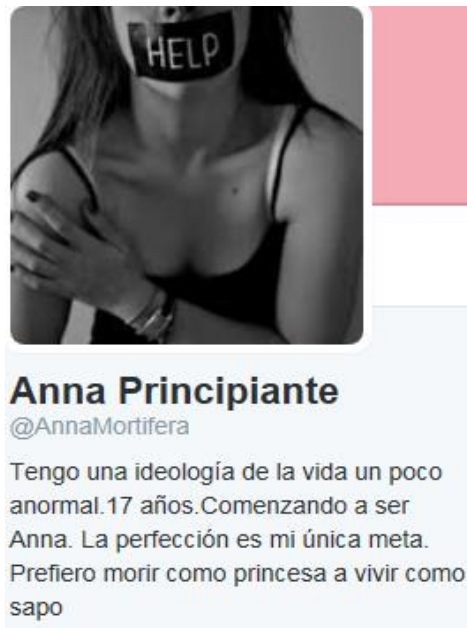 HELP
Anna Principiante
@AnnaMortifera
Tengo una ideología de la vida un poco
anormal.17 años.Comenzando a ser
Anna. La perfección es mi única meta.
Prefiero morir como princesa a vivir como
sapo